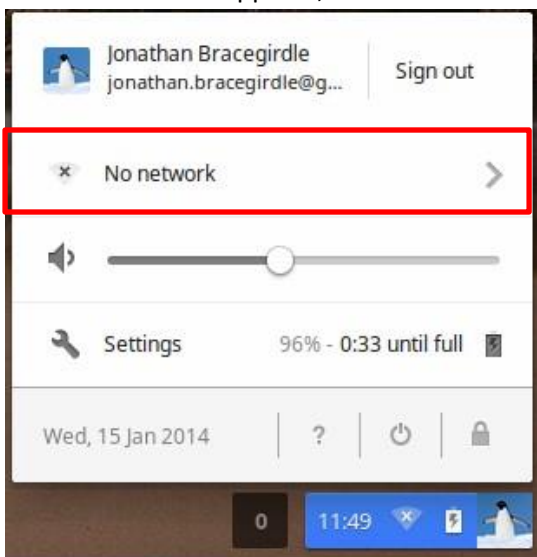 Jonathan Bracegirdle
jonathan.bracegirdle@g...
Sign out
No network
Settings
96% - 0:33 until full
Wed, 15 Jan 2014
?
0
11:49